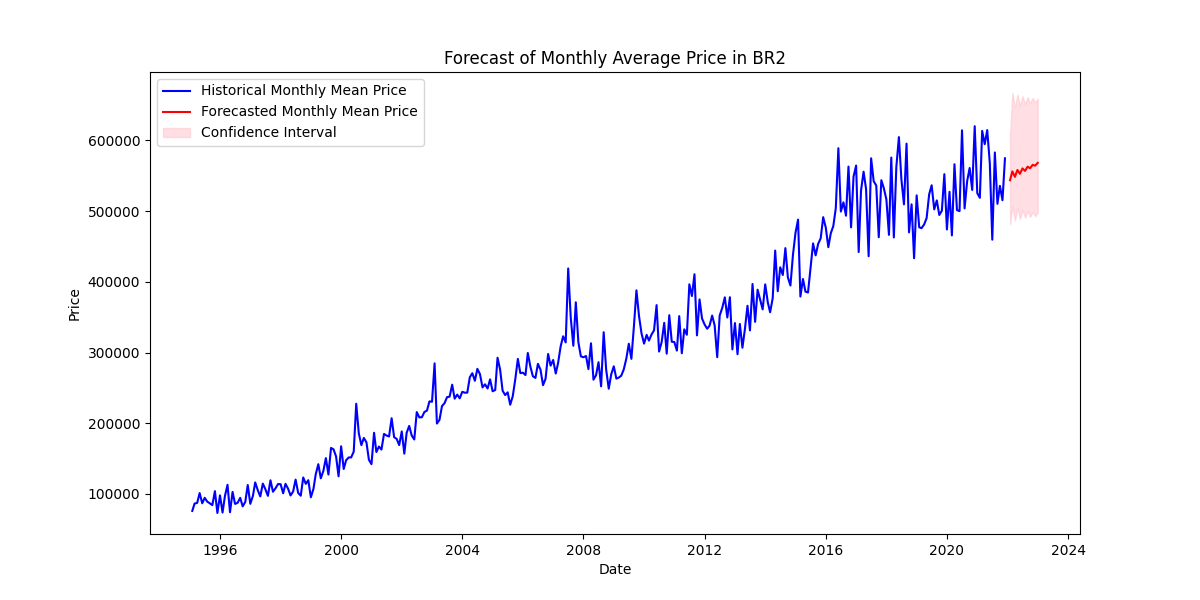 Forecast of Monthly Average Price in BR2
Historical Monthly Mean Price
Forecasted Monthly Mean Price
Confidence Interval
Price
600000
500000
400000
300000
200000
100000
1996 2000 2004 2008 2012 2016 2020 2024
Date